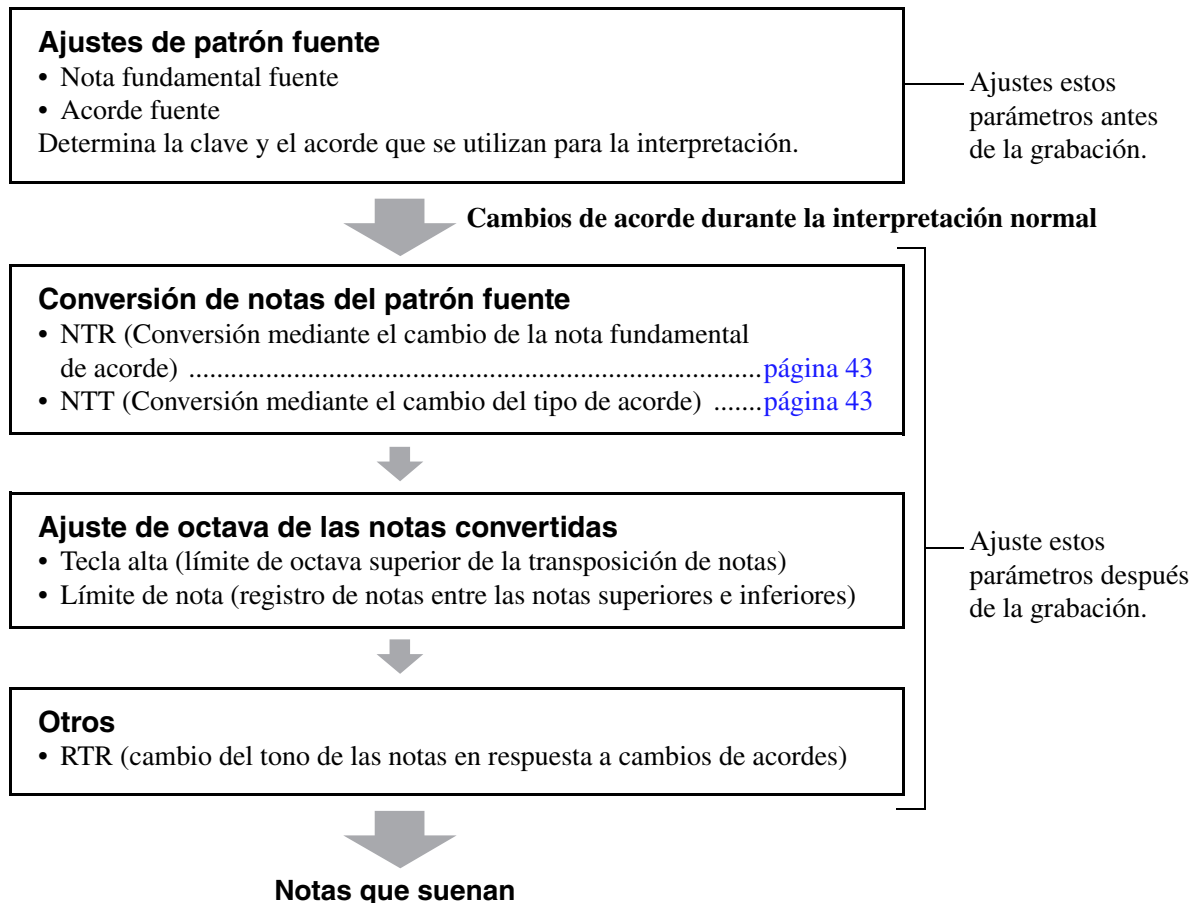 Ajustes de patrón fuente
• Nota fundamental fuente
• Acorde fuente
Determina la clave y el acorde que se utilizan para la interpretación.
Ajustes estos
parámetros antes
de la grabación.
Cambios de acorde durante la interpretación normal
Conversión de notas del patrón fuente
• NTR (Conversión mediante el cambio de la nota fundamental
de acorde) .....................................................................página 43
• NTT (Conversión mediante el cambio del tipo de acorde) .......página 43
Ajuste de octava de las notas convertidas
• Tecla alta (límite de octava superior de la transposición de notas)
• Límite de nota (registro de notas entre las notas superiores e inferiores)
Ajuste estos
parámetros después
de la grabación.
Otros
• RTR (cambio del tono de las notas en respuesta a cambios de acordes)
Notas que suenan